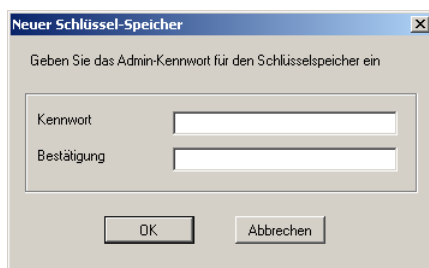 Neuer Schlüssel-Speicher
Geben Sie das Admin-Kennwort für den Schlüsselspeicher ein
Kennwort
Bestätigung
OK
Abbrechen